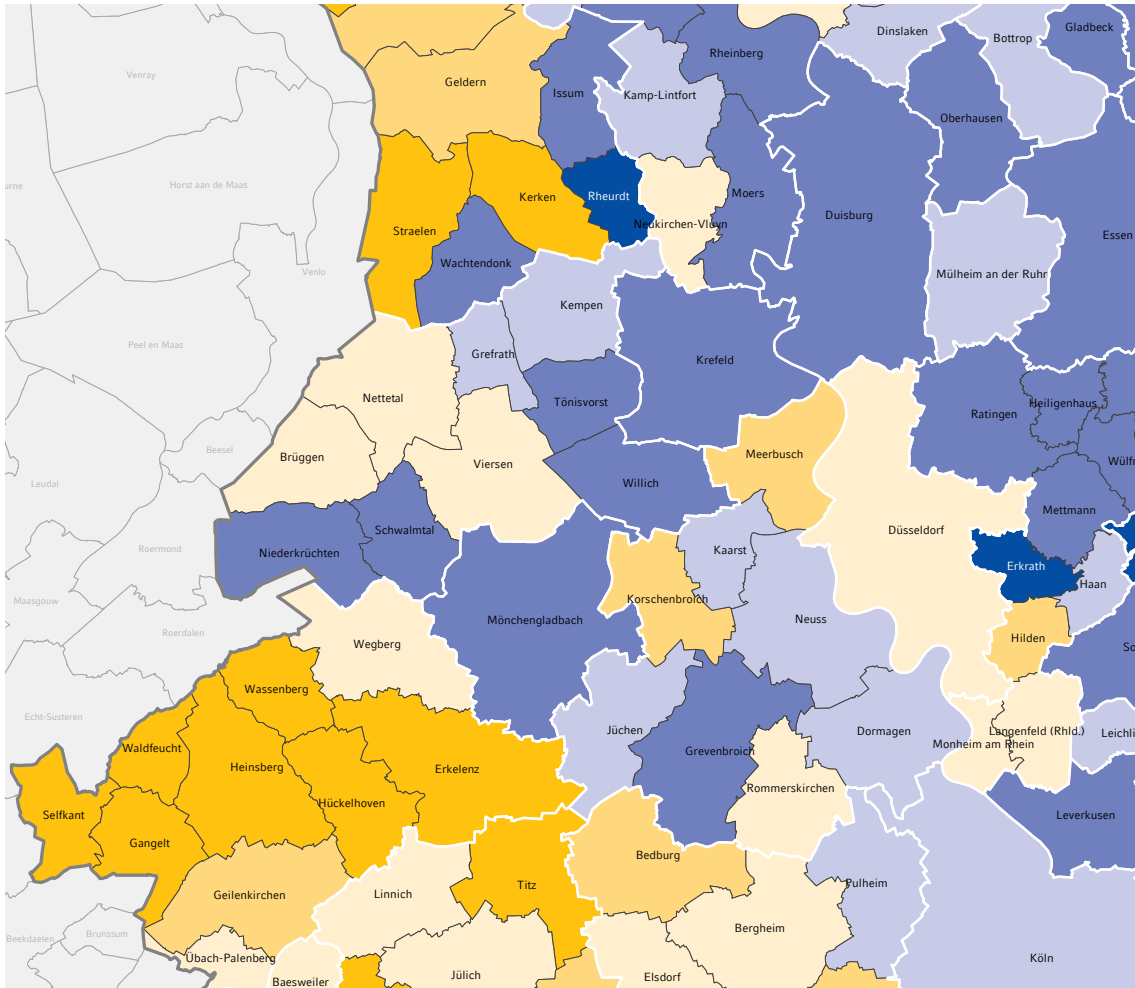 Dinslaken
Gladbeck
Bottrop
Rheinberg
Venray
Geldern
Issum
Kamp-Lintfort
Oberhausen
Horst aan de Maas
Kerken
Rheurdt
Moers
Duisburg
Neukirchen-Vluyn
Straelen
Essen
Wachtendonk
Venlo
Mülheim an der Ruhr
Kempen
Peel en Maas
Grefrath
Krefeld
Nettetal
Tönisvorst
Heiligenhaus
Ratingen
Beesel
Brüggen
Viersen
Meerbusch
Leudal
Willich
Mettmann
Schwalmtal
Düsseldorf
Roermond
Niederkrüchten
Kaarst
Erkrath
Haan
Maasgouw
Korschenbroich
Mönchengladbach
Neuss
Roerdalen
Wegberg
Hilden
Wassenberg
Echt-Susteren
Jüchen
Dormagen
Langenfeld (Rhld.)
Monheim am Rhein
Waldfeucht
Grevenbroich
Heinsberg
Erkelenz
Rommerskirchen
Hückelhoven
Selfkant
Leverkusen
Gangelt
Bedburg
Titz
Pulheim
Geilenkirchen
Linnich
Bergheim
Brunssum
Beekdaelen
Übach-Palenberg
Köln
Jülich
Elsdorf
Baesweiler